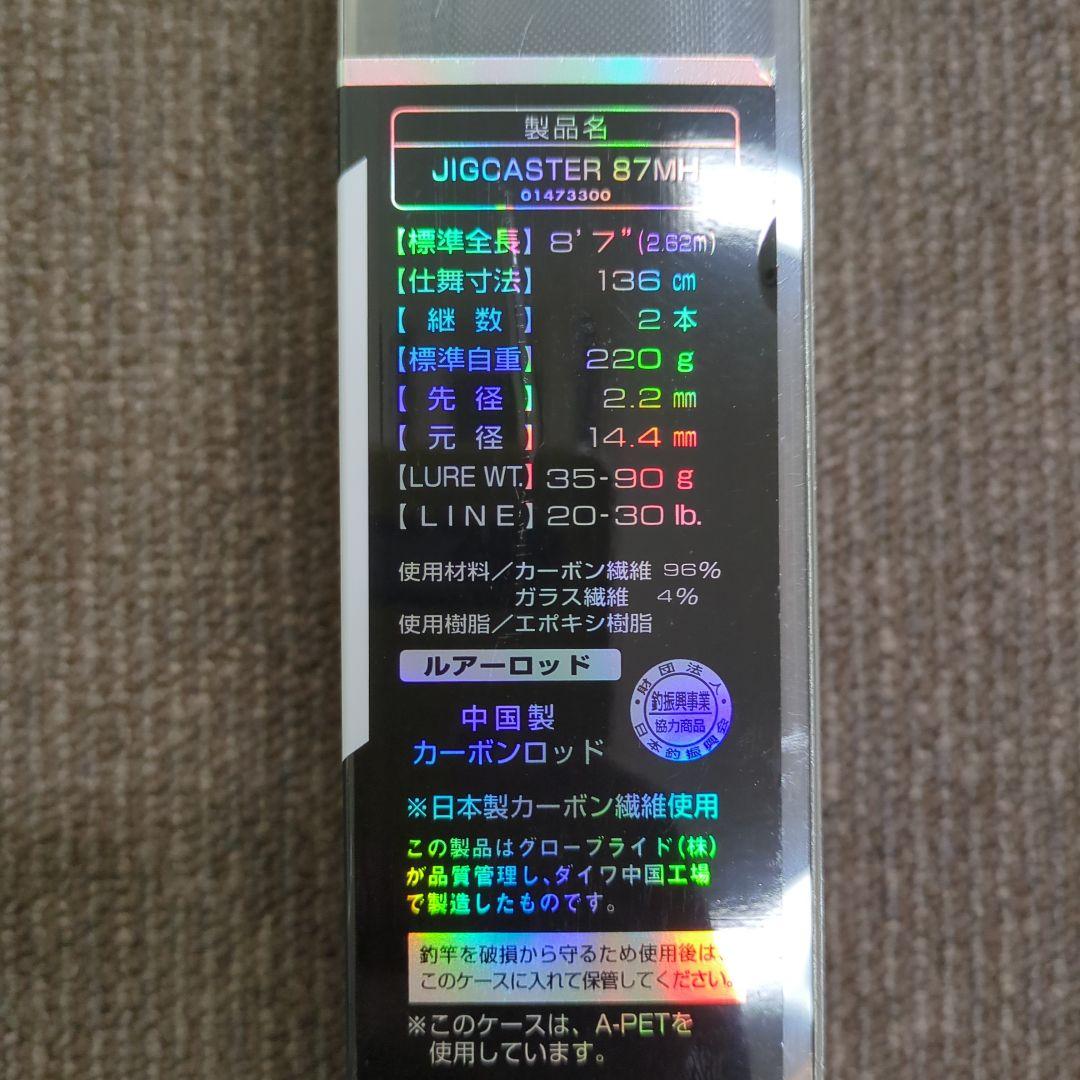 製品名
JIGCASTER 87MH
01473300
【標準全長】 8'7"(2.62m)
【仕舞寸法】 136 cm
【 継 数 】 2 本
【標準自重】 220 g
【 先 径 】 2.2 mm
【 元 径 】 14.4 mm
【LURE WT.】 35-90 g
【 LINE 】 20-30 lb.
使用材料／カーボン繊維 96%
ガラス繊維 4%
使用樹脂／エポキシ樹脂
ルアーロッド
財団法人
釣振興事業
協力商品
日本釣振興会
中国製
カーボンロッド
※日本製カーボン繊維使用
この製品はグローブライド(株)
が品質管理し、ダイワ中国工場
で製造したものです。
釣竿を破損から守るため使用後は、
このケースに入れて保管してください。
※このケースは、A-PETを
使用しています。